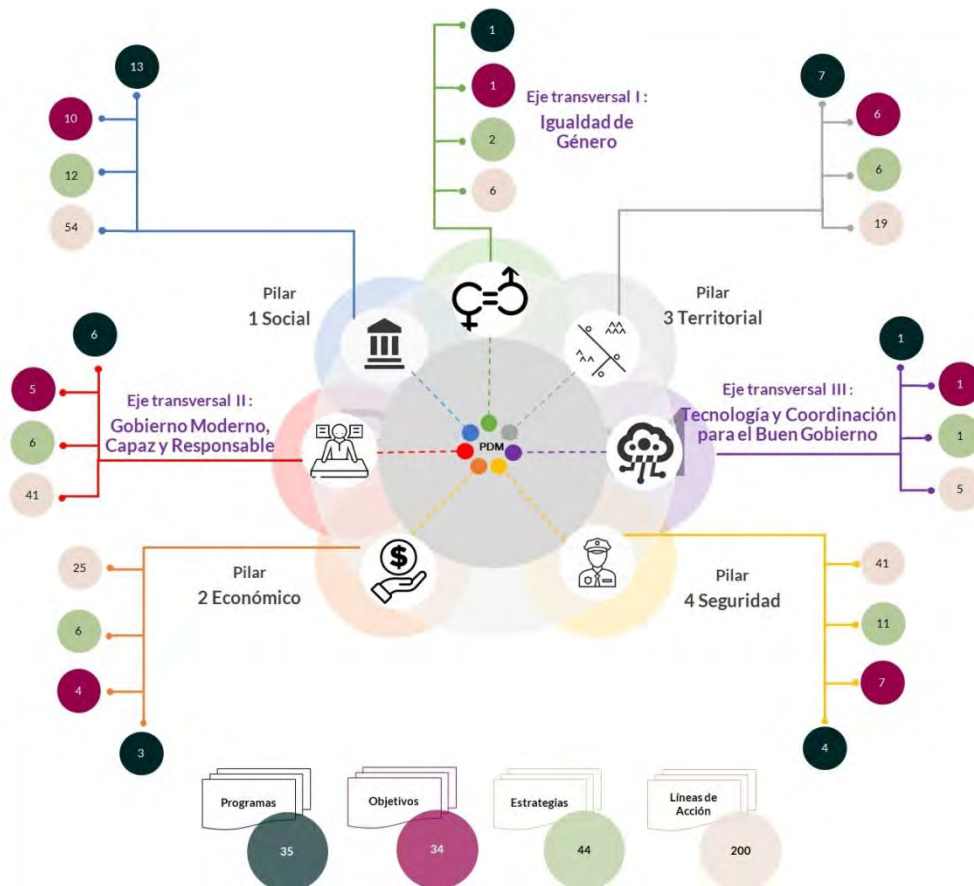 1
13
7
1
Eje transversal I :
Igualdad de
Género
10
6
2
12
6
6
54
19
Pilar
1 Social
Pilar
3 Territorial
6
1
5
Eje transversal II :
Gobierno Moderno,
Capaz y Responsable
Eje transversal III :
Tecnología y Coordinación
para el Buen Gobierno
1
6
1
PDM
41
5
$
25
Pilar
2 Económico
Pilar
4 Seguridad
41
6
11
4
7
3
4
Programas
Objetivos
Estrategias
Líneas de
Acción
35
34
44
200